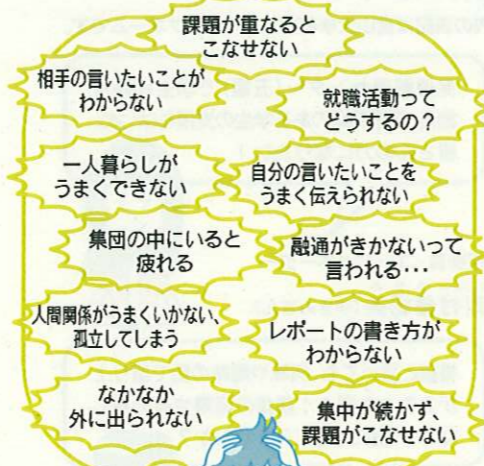 課題が重なると
こなせない
相手の言いたいことが
わからない
就職活動って
どうするの？
一人暮らしが
うまくできない
自分の言いたいことを
うまく伝えられない
集団の中にいると
疲れる
融通がきかないって
言われる・・・
人間関係がうまくいかない、
孤立してしまう
レポートの書き方が
わからない
なかなか
外に出られない
集中が続かず、
課題がこなせない